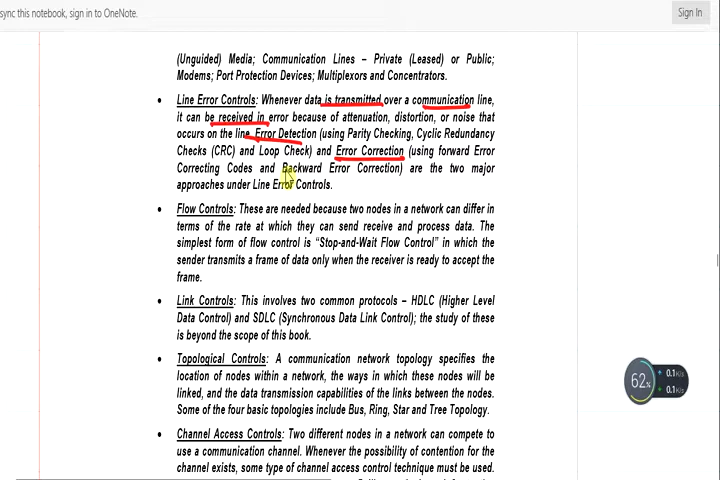 sync this notebook, sign in to OneNote.
Sign In
(Unguided) Media; Communication Lines – Private (Leased) or Public;
Modems; Port Protection Devices; Multiplexors and Concentrators.
• Line Error Controls: Whenever data is transmitted over a communication line,
it can be received in error because of attenuation, distortion, or noise that
occurs on the line. Error Detection (using Parity Checking, Cyclic Redundancy
Checks (CRC) and Loop Check) and Error Correction (using forward Error
Correcting Codes and Backward Error Correction) are the two major
approaches under Line Error Controls.
• Flow Controls: These are needed because two nodes in a network can differ in
terms of the rate at which they can send receive and process data. The
simplest form of flow control is “Stop-and-Wait Flow Control” in which the
sender transmits a frame of data only when the receiver is ready to accept the
frame.
• Link Controls: This involves two common protocols – HDLC (Higher Level
Data Control) and SDLC (Synchronous Data Link Control); the study of these
is beyond the scope of this book.
• Topological Controls: A communication network topology specifies the
location of nodes within a network, the ways in which these nodes will be
linked, and the data transmission capabilities of the links between the nodes.
Some of the four basic topologies include Bus, Ring, Star and Tree Topology.
• Channel Access Controls: Two different nodes in a network can compete to
use a communication channel. Whenever the possibility of contention for the
channel exists, some type of channel access control technique must be used.
62%
+ 0.1K/s
+ 0.1K/s